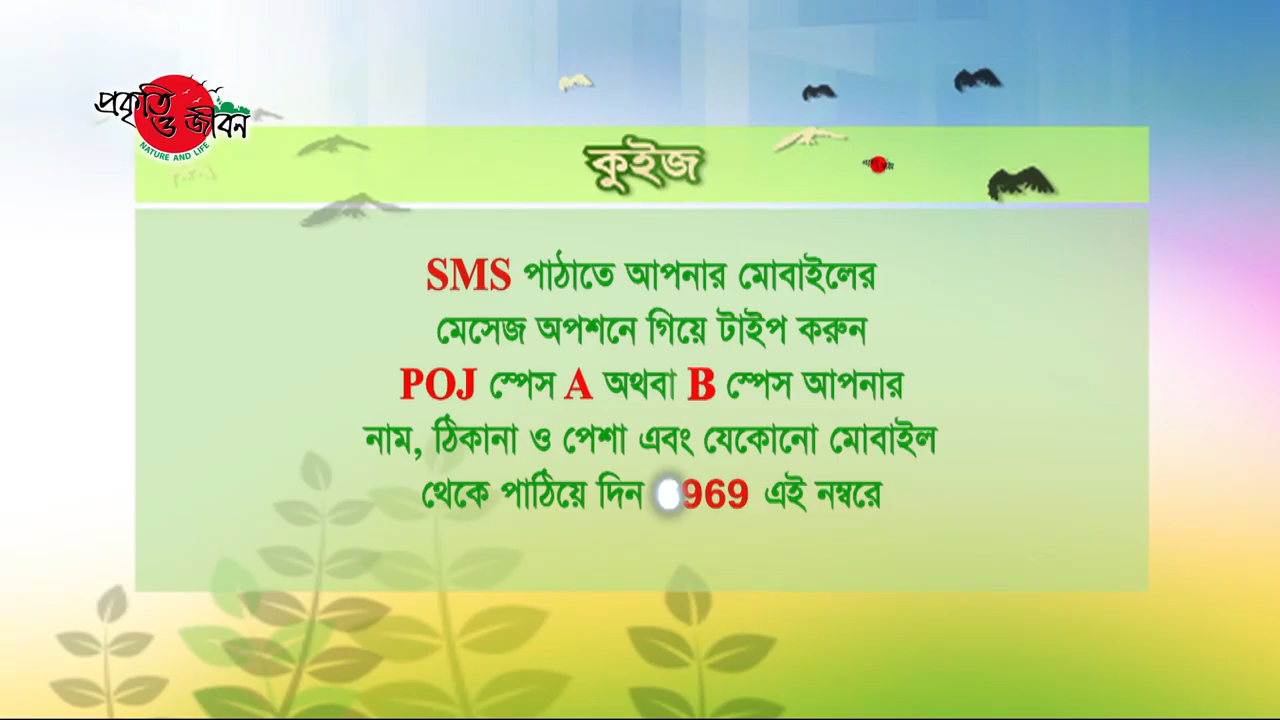 প্রকৃতি ও জীবন
NATURE AND LIFE
কুইজ
SMS পাঠাতে আপনার মোবাইলের
মেসেজ অপশনে গিয়ে টাইপ করুন
POJ স্পেস A অথবা B স্পেস আপনার
নাম, ঠিকানা ও পেশা এবং যেকোনো মোবাইল
থেকে পাঠিয়ে দিন 969 এই নম্বরে